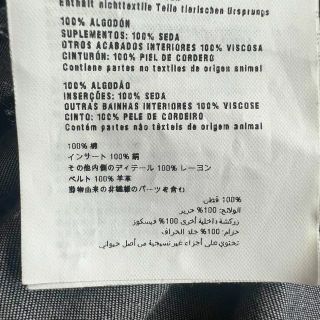 Enthält nichttextile Teile tierischen Ursprungs
100% ALGODÓN
SUPLEMENTOS: 100% SEDA
OTROS ACABADOS INTERIORES 100% VISCOSA
CINTURÓN: 100% PIEL DE CORDERO
Contiene partes no textiles de origen animal
100% ALGODÃO
INSERÇÕES: 100% SEDA
OUTRAS BAINHAS INTERIORES 100% VISCOSE
CINTO: 100% PELE DE CORDEIRO
Contém partes não têxteis de origem animal
100% 綿
インサート 100% 絹
その他内側のディテール 100% レーヨン
ベルト 100% 羊革
動物由来の非繊維のパーツを含む
100% قطن
الولائج: 100% حرير
زركشة داخلية أخرى 100% فيسكوز
حزام: 100% جلد الخراف
تحتوي على أجزاء غير نسيجية من أصل حيواني